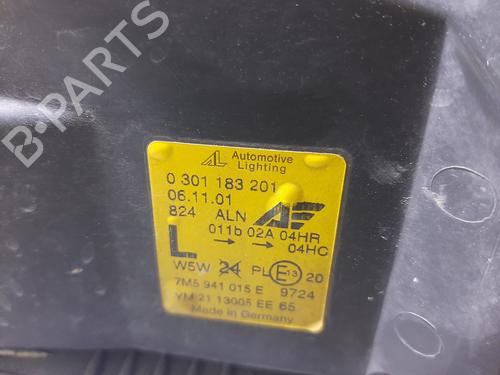 B-PARTS
AL Automotive Lighting
0 301 183 201
06.11.01
824 ALN
011b 02A 04HR
L → → 04HC
W5W 24 PL E13 20
7M5 941 015 E 9724
YM 21 13005 EE 65
Made in Germany